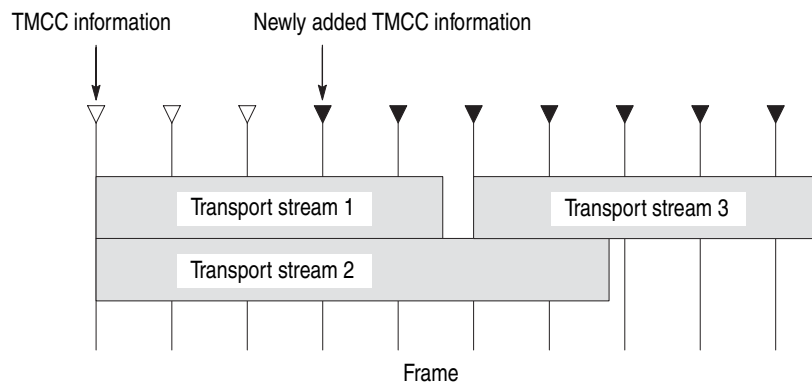 TMCC information
Newly added TMCC information
Transport stream 1
Transport stream 3
Transport stream 2
Frame